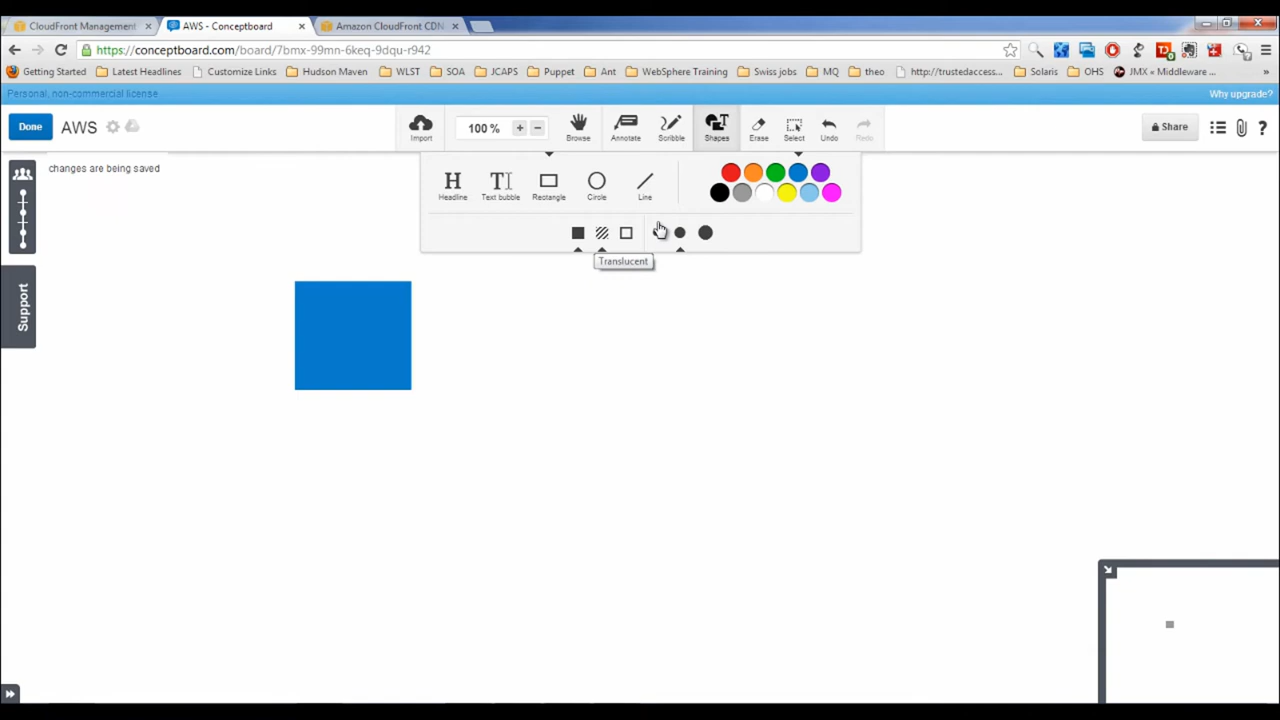 CloudFront Management
AWS - Conceptboard
Amazon CloudFront CDN
https://conceptboard.com/board/7bmx-99mn-6keq-9dqu-r942
Getting Started
Latest Headlines
Customize Links
Hudson Maven
WLST
SOA
JCAPS
Puppet
Ant
WebSphere Training
Swiss jobs
MQ
theo
http://trustedaccess...
Solaris
OHS
JMX « Middleware ...
Personal, non-commercial license
Why upgrade?
Done
AWS
Import
100 %
Browse
Annotate
Scribble
Shapes
Erase
Select
Undo
Redo
Share
changes are being saved
Headline
Text bubble
Rectangle
Circle
Line
Translucent
Support